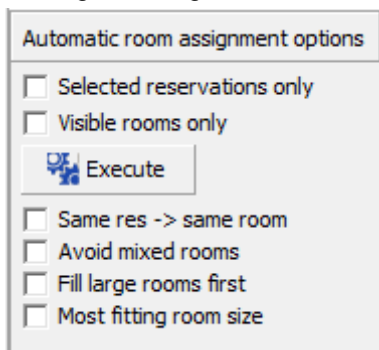 Automatic room assignment options
Selected reservations only
Visible rooms only
Execute
Same res -> same room
Avoid mixed rooms
Fill large rooms first
Most fitting room size